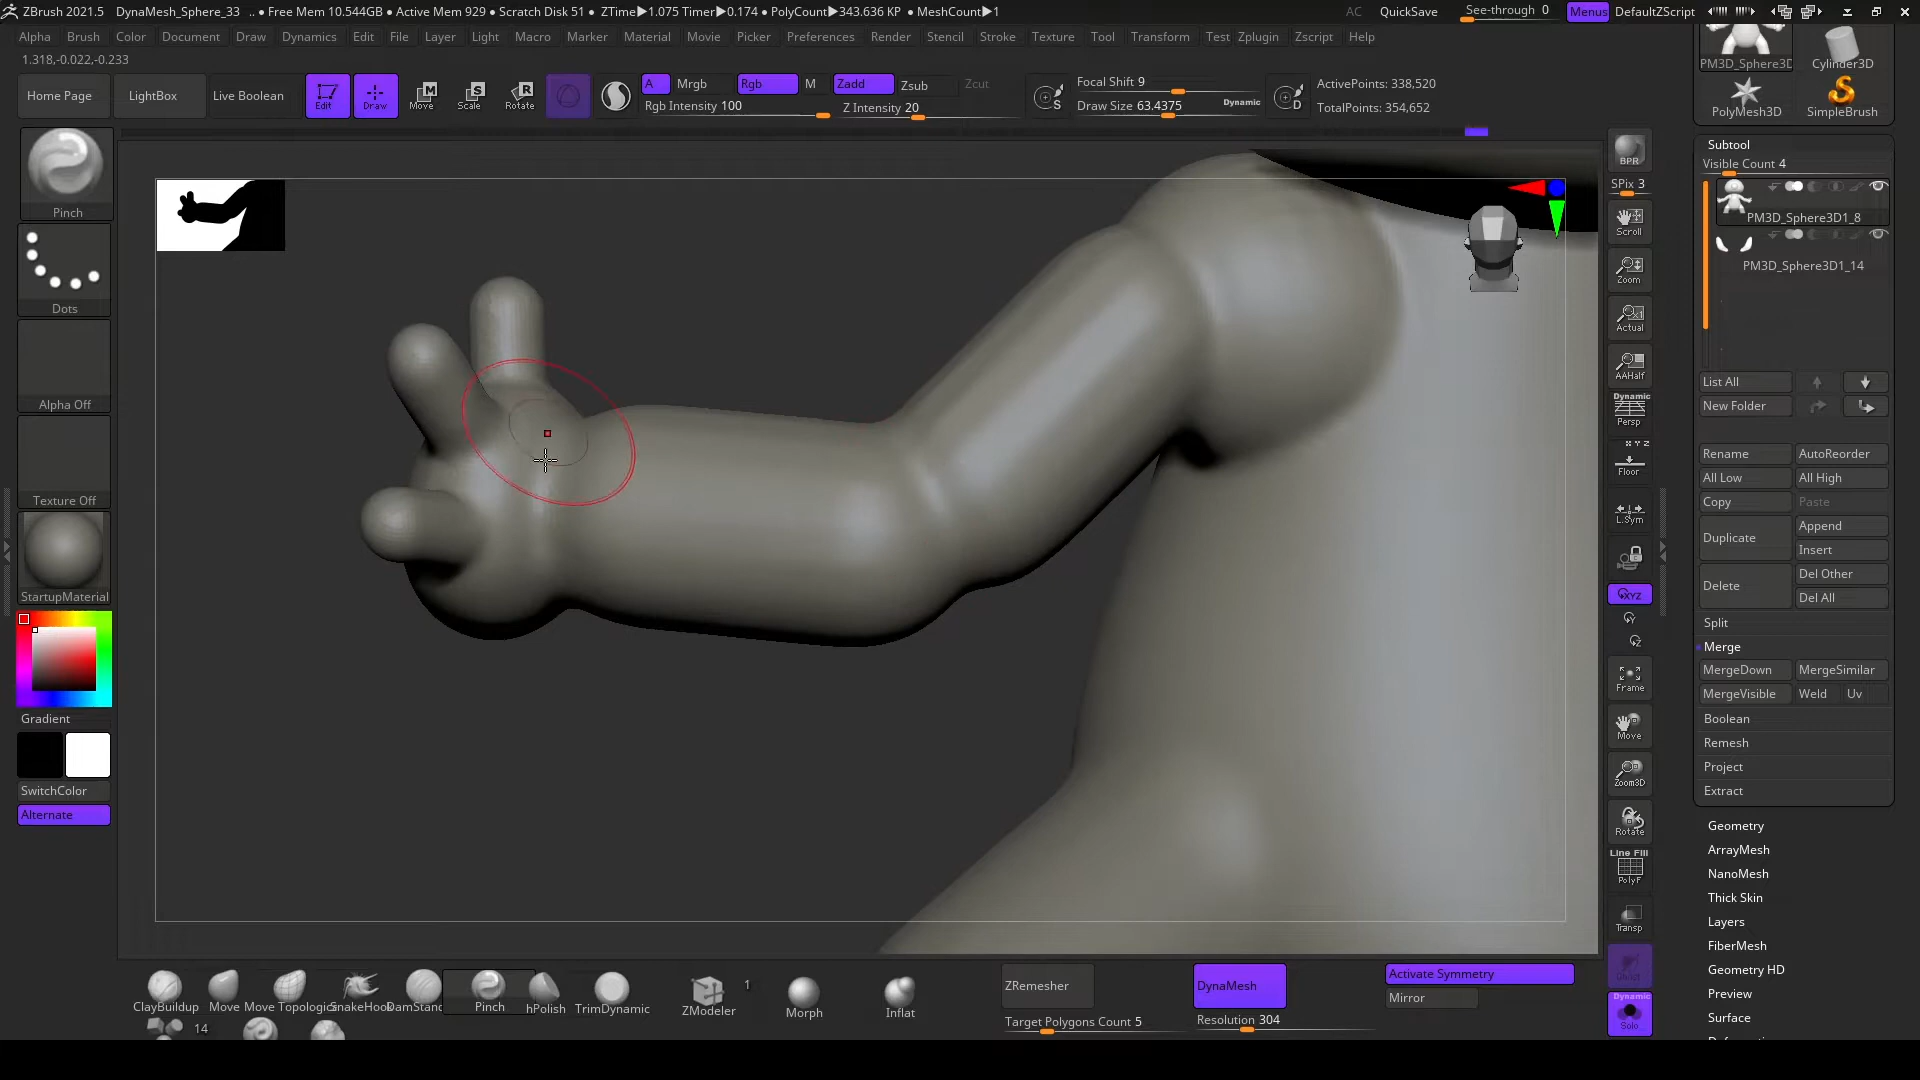 ZBrush 2021.5 DynaMesh_Sphere_33 .. • Free Mem 10.544GB • Active Mem 929 • Scratch Disk 51 • ZTime▶1.075 Timer▶0.174 • PolyCount▶343.636 KP • MeshCount▶1 AC QuickSave See-through 0 Menus DefaultZScript
Alpha Brush Color Document Draw Dynamics Edit File Layer Light Macro Marker Material Movie Picker Preferences Render Stencil Stroke Texture Tool Transform Test Zplugin Zscript Help
1.318,-0.022,-0.233
Home Page LightBox Live Boolean Edit Draw Move Scale Rotate
M S R
A Mrgb Rgb M Zadd Zsub Zcut
Rgb Intensity 100 Z Intensity 20
S Focal Shift 9
Draw Size 63.4375 Dynamic
D ActivePoints: 338,520
TotalPoints: 354,652
Pinch
Dots
Alpha Off
Texture Off
StartupMaterial
Gradient
SwitchColor
Alternate
BPR
SPix 3
Scroll
Zoom
Actual
AAHalf
Dynamic
Persp
X Y Z
Floor
L.Sym
XYZ
Y
Z
Frame
Move
Zoom3D
Rotate
Line Fill
PolyF
Transp
Ghost
Dynamic
Solo
PM3D_Sphere3D Cylinder3D
PolyMesh3D SimpleBrush
Subtool
Visible Count 4
PM3D_Sphere3D1_8
PM3D_Sphere3D1_14
List All
New Folder
Rename AutoReorder
All Low All High
Copy Paste
Duplicate Append
Insert
Delete Del Other
Del All
Split
Merge
MergeDown MergeSimilar
MergeVisible Weld Uv
Boolean
Remesh
Project
Extract
Geometry
ArrayMesh
NanoMesh
Thick Skin
Layers
FiberMesh
Geometry HD
Preview
Surface
ClayBuildup Move Move Topologic SnakeHook DamStand Pinch hPolish TrimDynamic ZModeler 1 Morph Inflat
14
ZRemesher
Target Polygons Count 5
DynaMesh
Resolution 304
Activate Symmetry
Mirror